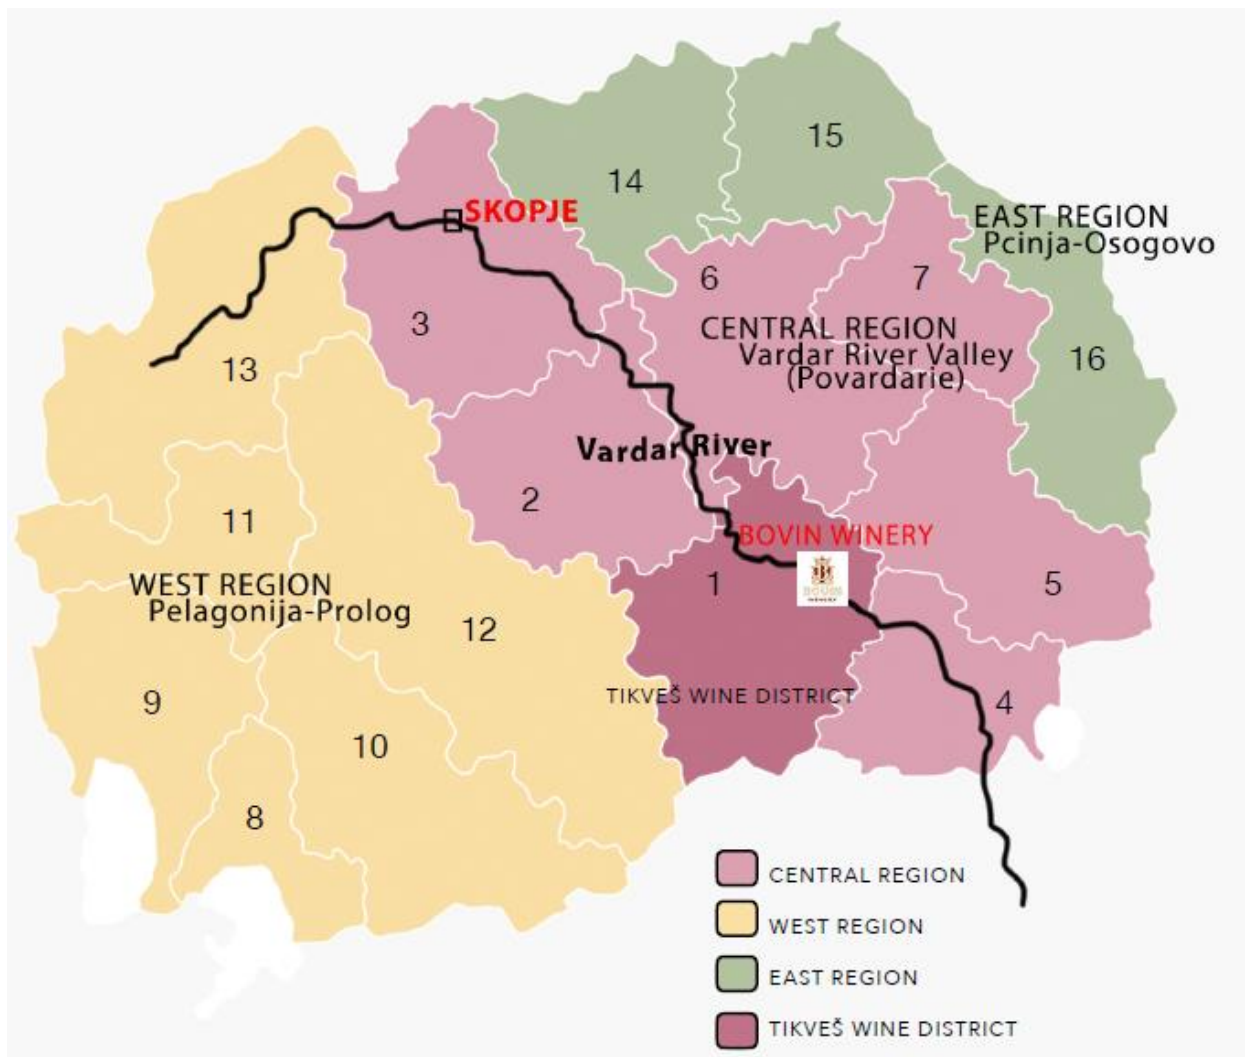 15
14
SKOPJE
EAST REGION
Pcinja-Osogovo
6
7
3
CENTRAL REGION
Vardar River Valley
(Povardarie)
13
16
Vardar River
2
11
BOVIN WINERY
BOVIN
WINERY
1
5
WEST REGION
Pelagonija-Prolog
12
9
TIKVEŠ WINE DISTRICT
4
10
8
CENTRAL REGION
WEST REGION
EAST REGION
TIKVEŠ WINE DISTRICT